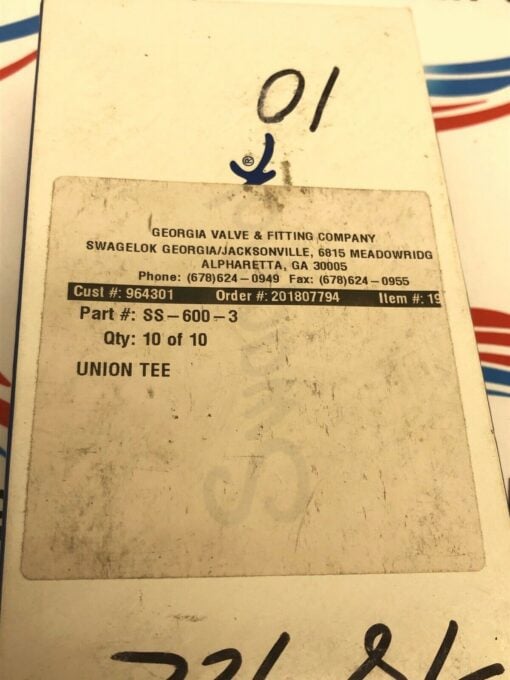 01
®
GEORGIA VALVE & FITTING COMPANY
SWAGELOK GEORGIA/JACKSONVILLE, 6815 MEADOWRIDG
ALPHARETTA, GA 30005
Phone: (678)624-0949 Fax: (678)624-0955
Cust #: 964301 Order #: 201807794 Item #: 19
Part #: SS-600-3
Qty: 10 of 10
UNION TEE